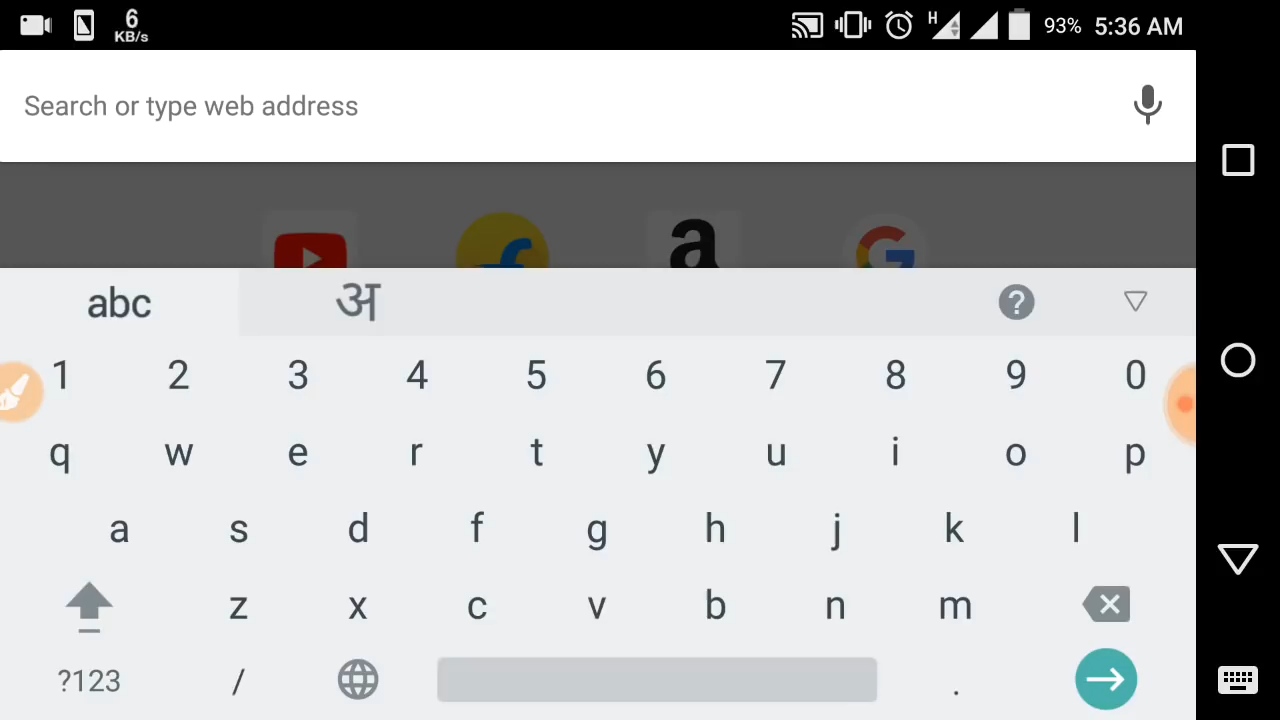 6
KB/s
H
93% 5:36 AM
Search or type web address
a
abc अ ?
1 2 3 4 5 6 7 8 9 0
q w e r t y u i o p
a s d f g h j k l
z x c v b n m
?123 / .